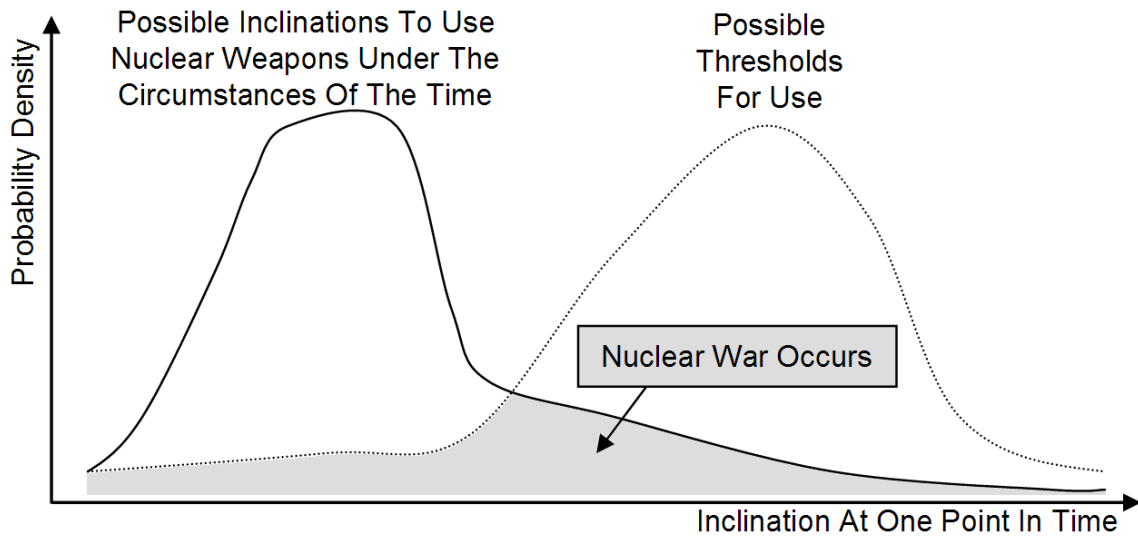 Possible Inclinations To Use
Nuclear Weapons Under The
Circumstances Of The Time
Possible
Thresholds
For Use
Probability Density
Nuclear War Occurs
Inclination At One Point In Time